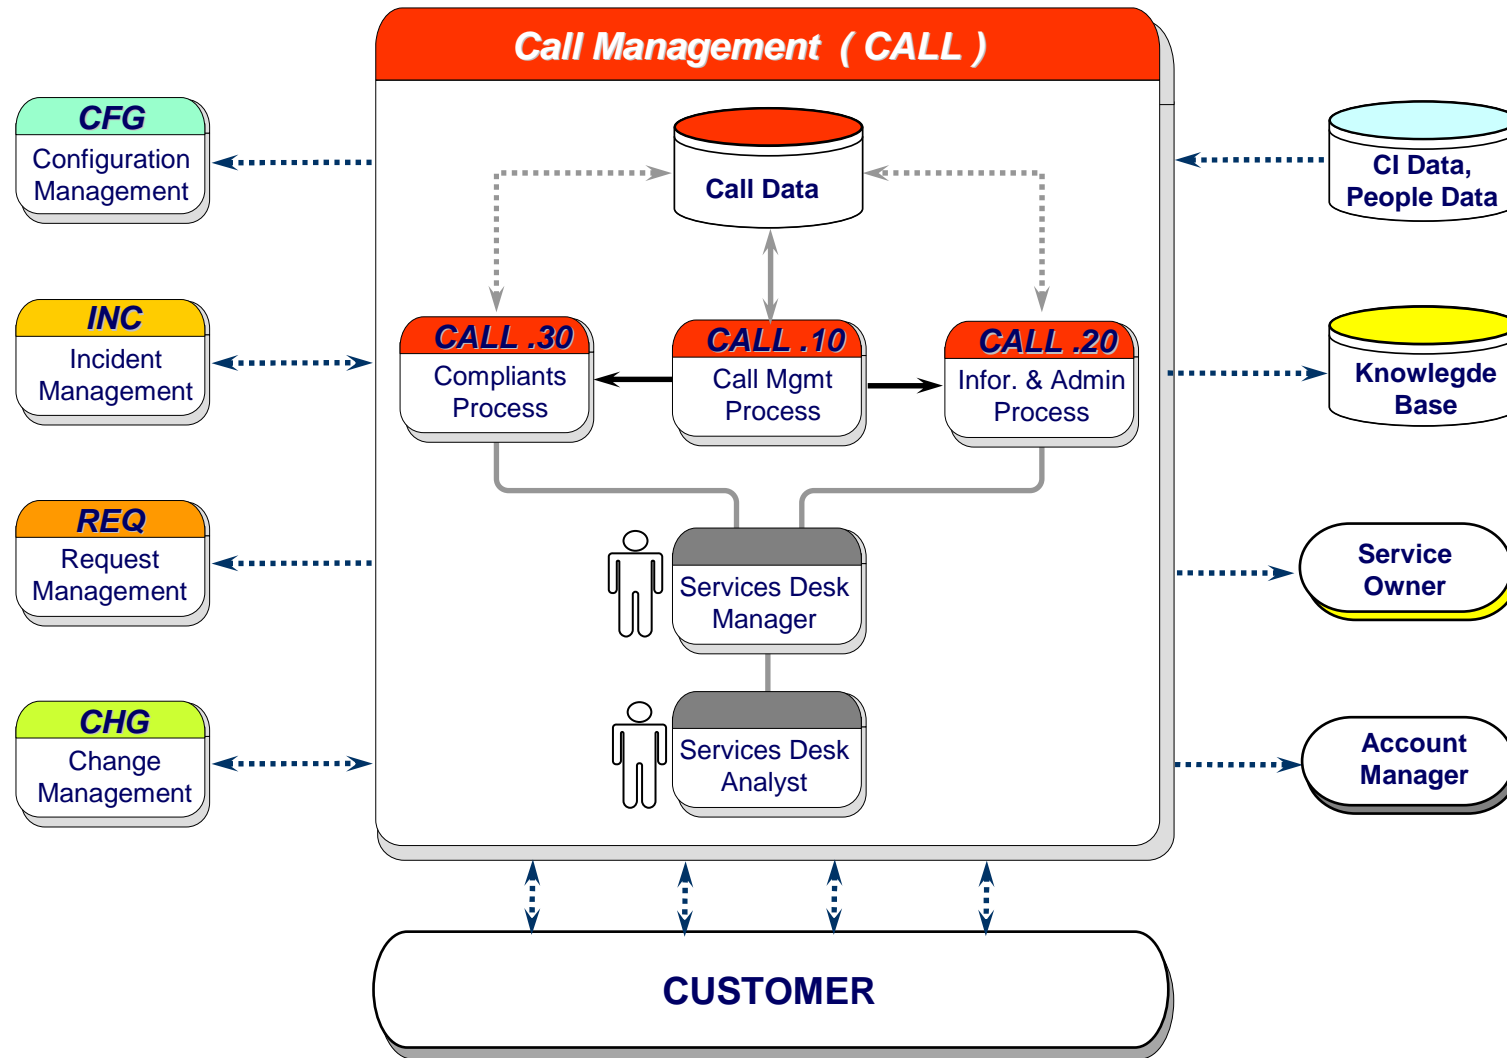 Call Management ( CALL )
CFG
Configuration
Management
INC
Incident
Management
REQ
Request
Management
CHG
Change
Management
Call Data
CALL .30
Compliants
Process
CALL .10
Call Mgmt
Process
CALL .20
Infor. & Admin
Process
Services Desk
Manager
Services Desk
Analyst
CI Data,
People Data
Knowlegde
Base
Service
Owner
Account
Manager
CUSTOMER